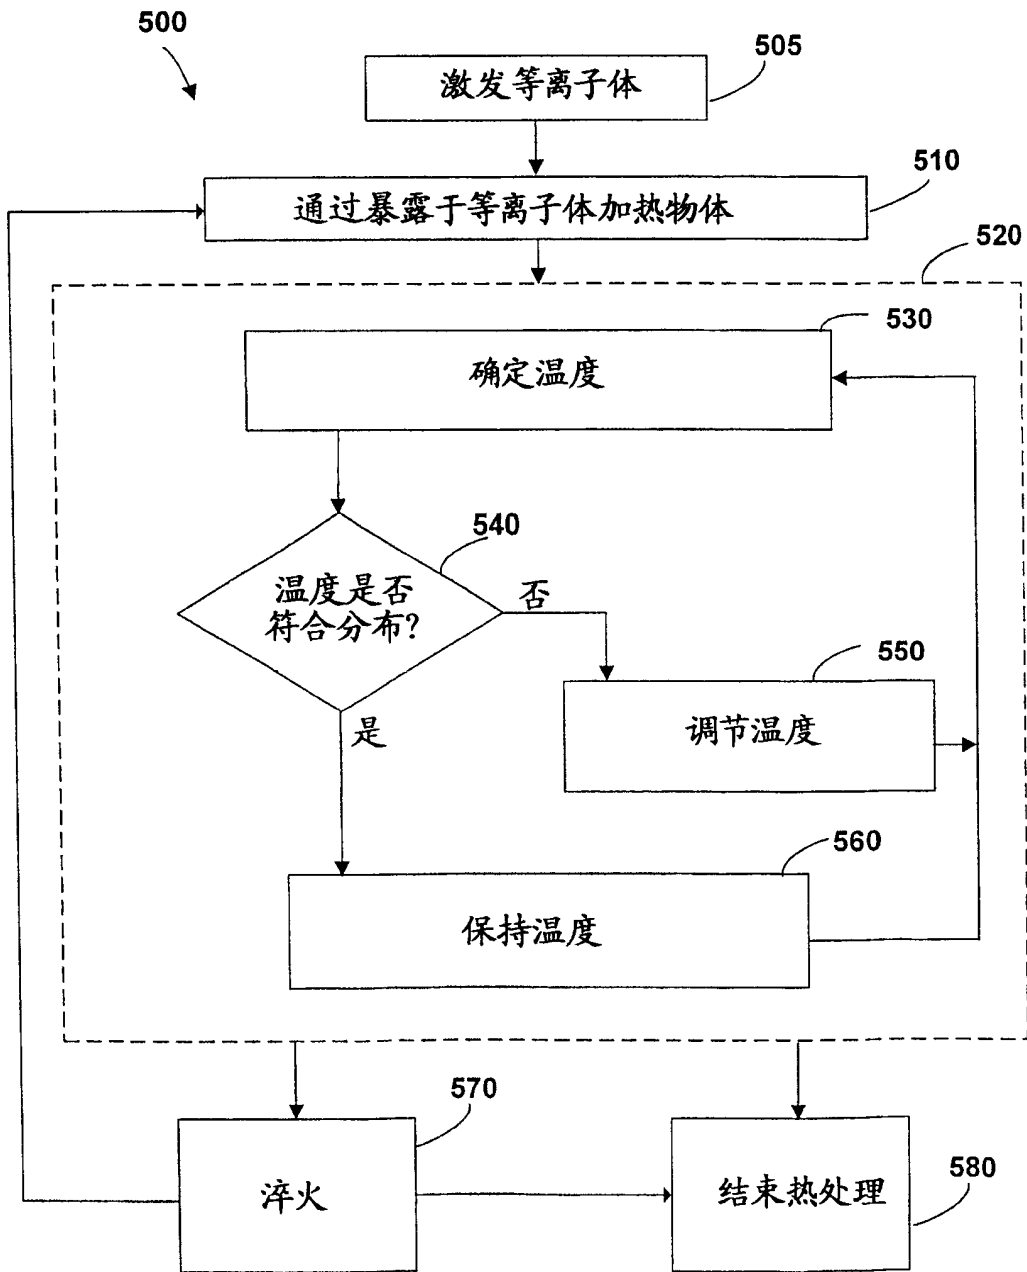 500
505
激发等离子体
510
通过暴露于等离子体加热物体
520
530
确定温度
540
温度是否
符合分布?
否
550
调节温度
是
560
保持温度
570
淬火
580
结束热处理